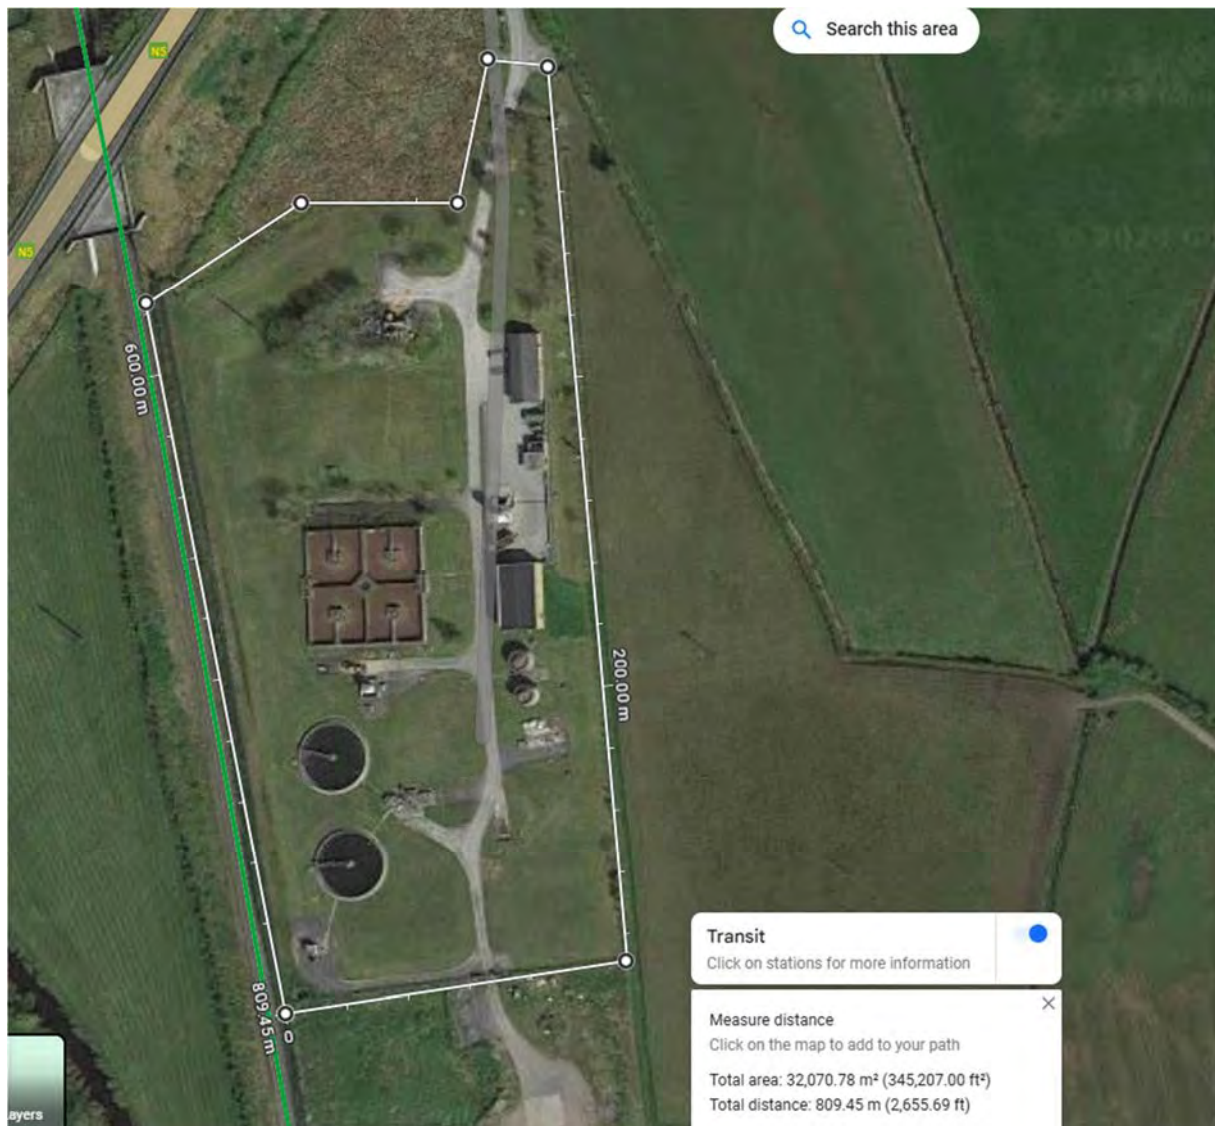 Search this area
N5
N5
600.00 m
200.00 m
809.45 m
0
Transit
Click on stations for more information
Measure distance
Click on the map to add to your path
Total area: 32,070.78 m² (345,207.00 ft²)
Total distance: 809.45 m (2,655.69 ft)
ayers